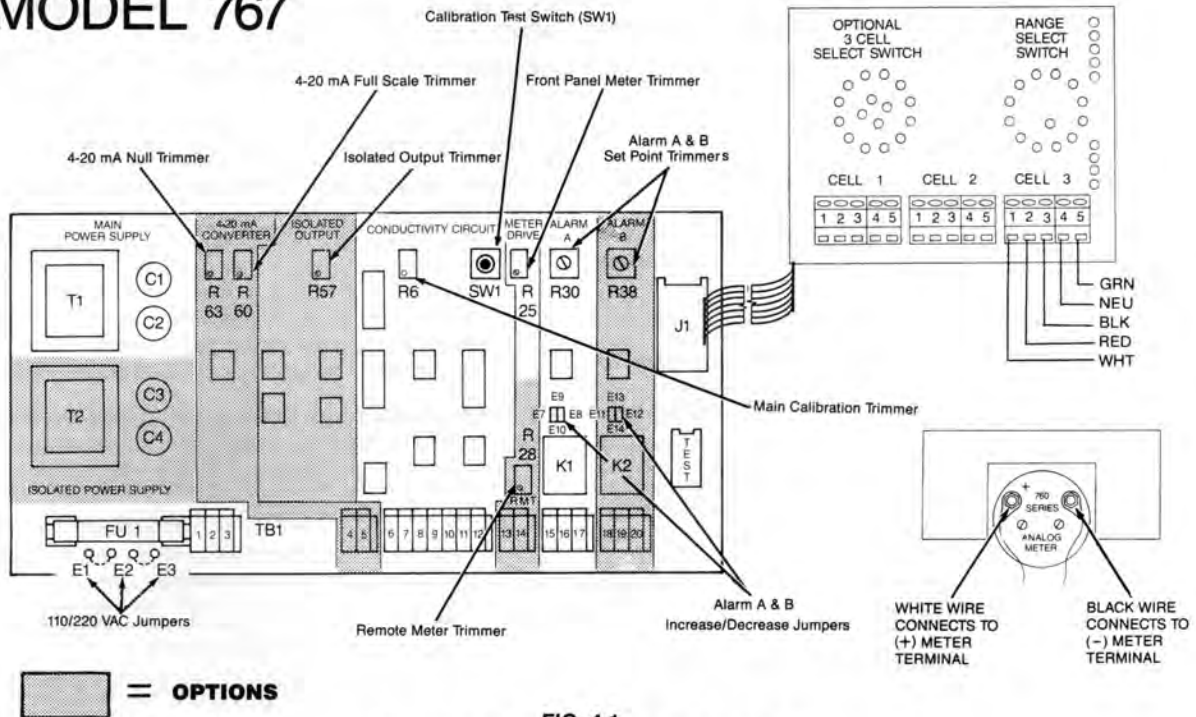 MODEL 767
Calibration Test Switch (SW1)
4-20 mA Full Scale Trimmer
Front Panel Meter Trimmer
4-20 mA Null Trimmer
Isolated Output Trimmer
Alarm A & B
Set Point Trimmers
OPTIONAL
3 CELL
SELECT SWITCH
RANGE
SELECT
SWITCH
CELL 1
CELL 2
CELL 3
1 2 3 4 5
1 2 3 4 5
1 2 3 4 5
GRN
NEU
BLK
RED
WHT
MAIN
POWER SUPPLY
4-20 mA
CONVERTER
ISOLATED
OUTPUT
CONDUCTIVITY CIRCUIT
METER
DRIVE
ALARM
A
ALARM
B
T1
C1
C2
R
63
R
60
R57
R6
SW1
R
25
R30
R38
J1
T2
C3
C4
ISOLATED POWER SUPPLY
E9
E7
E8
E10
E13
E11
E12
E14
R
28
K1
K2
TEST
RMT
Main Calibration Trimmer
FU 1
1 2 3
TB1
4 5
6 7 8 9 10 11 12
13 14
15 16 17
18 19 20
E1
E2
E3
110/220 VAC Jumpers
Remote Meter Trimmer
Alarm A & B
Increase/Decrease Jumpers
+
-
760
SERIES
ANALOG
METER
WHITE WIRE
CONNECTS TO
(+) METER
TERMINAL
BLACK WIRE
CONNECTS TO
(-) METER
TERMINAL
= OPTIONS